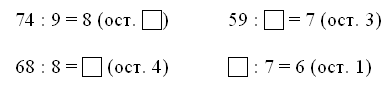 74 : 9 = 8 (ост. □) 59 : □ = 7 (ост. 3)
68 : 8 = □ (ост. 4) □ : 7 = 6 (ост. 1)